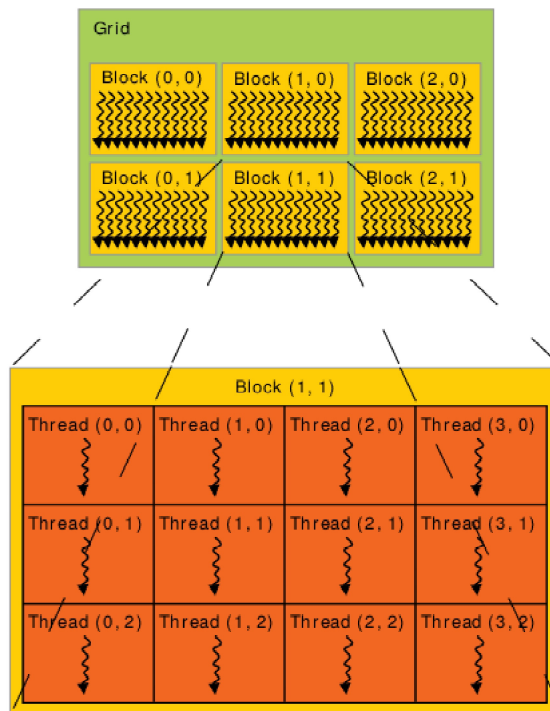 Grid
Block (0, 0) Block (1, 0) Block (2, 0)
Block (0, 1) Block (1, 1) Block (2, 1)
Block (1, 1)
Thread (0, 0) Thread (1, 0) Thread (2, 0) Thread (3, 0)
Thread (0, 1) Thread (1, 1) Thread (2, 1) Thread (3, 1)
Thread (0, 2) Thread (1, 2) Thread (2, 2) Thread (3, 2)